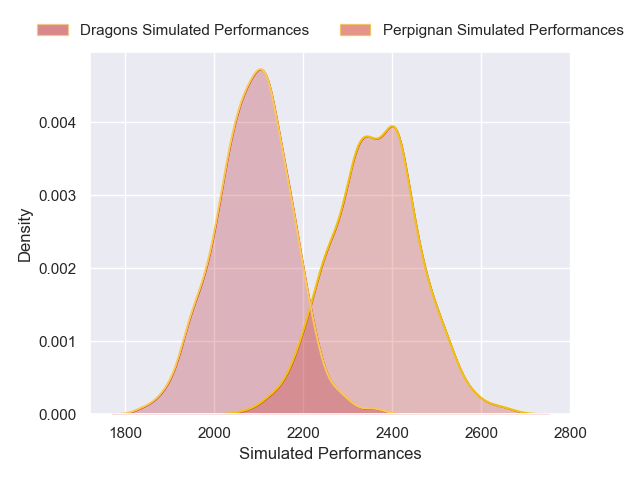 Dragons Simulated Performances
Perpignan Simulated Performances
Density
0.004
0.003
0.002
0.001
0.000
1800
2000
2200
2400
2600
2800
Simulated Performances